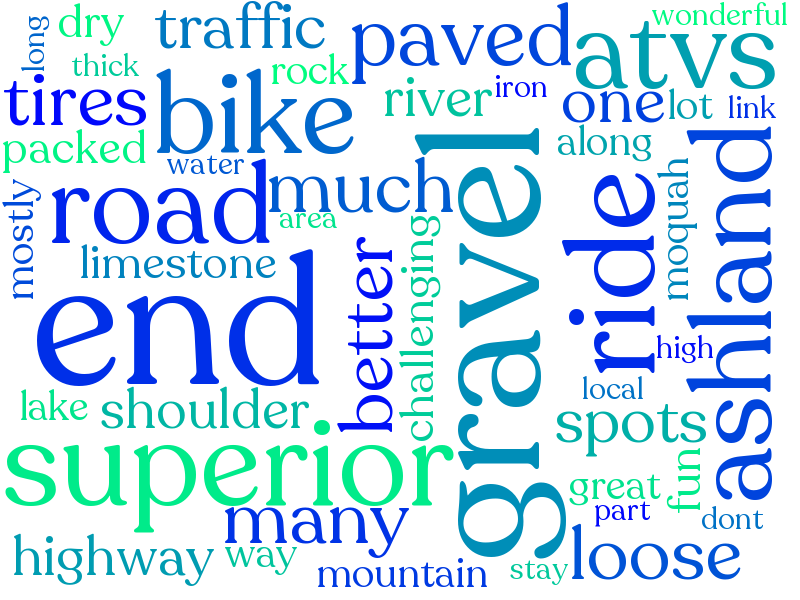 long
dry
traffic
paved
wonderful
thick
rock
atvs
tires
bike
river
iron
one
lot
link
packed
water
along
road
much
gravel
ride
moquah
ashland
mostly
area
limestone
better
challenging
end
high
local
lake
shoulder
spots
superior
great
fun
many
part
dont
highway
way
mountain
stay
loose